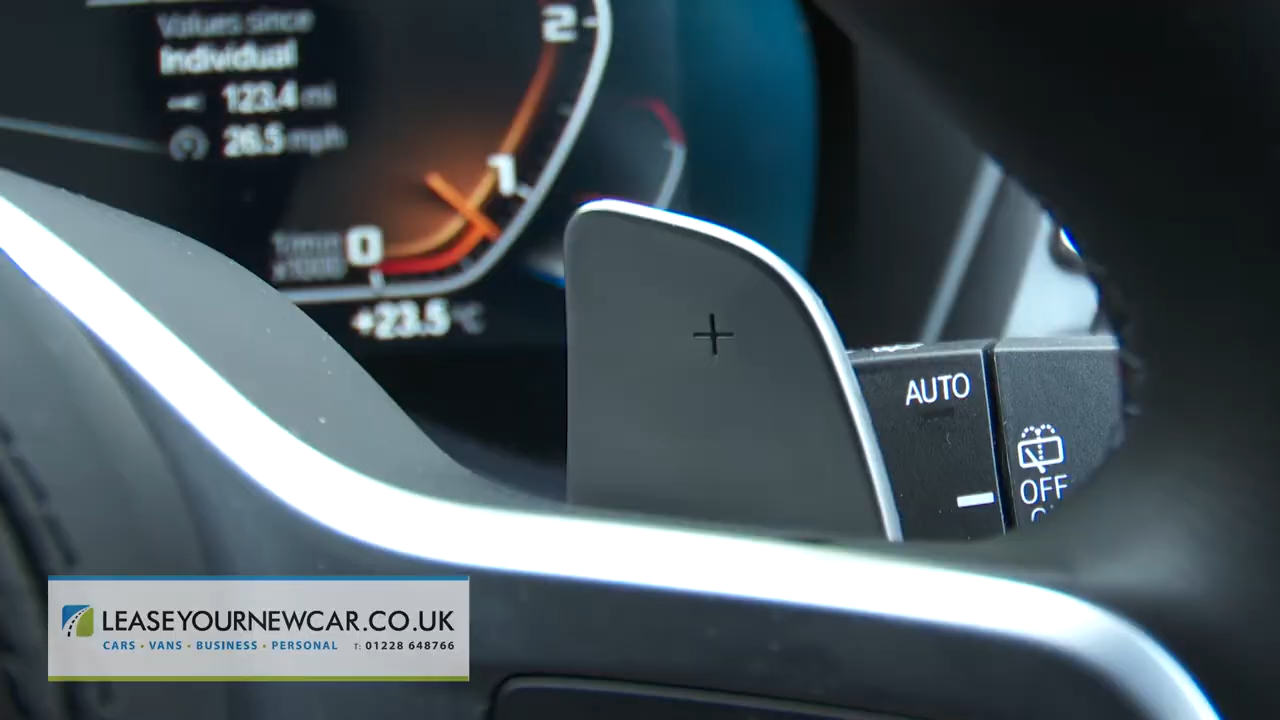 Values since
Individual
123.4 mi
26.5 mph
2
1
0
1/min
x1000
+23.5 °C
+
AUTO
OFF
LEASEYOURNEWCAR.CO.UK
CARS • VANS • BUSINESS • PERSONAL T: 01228 648766